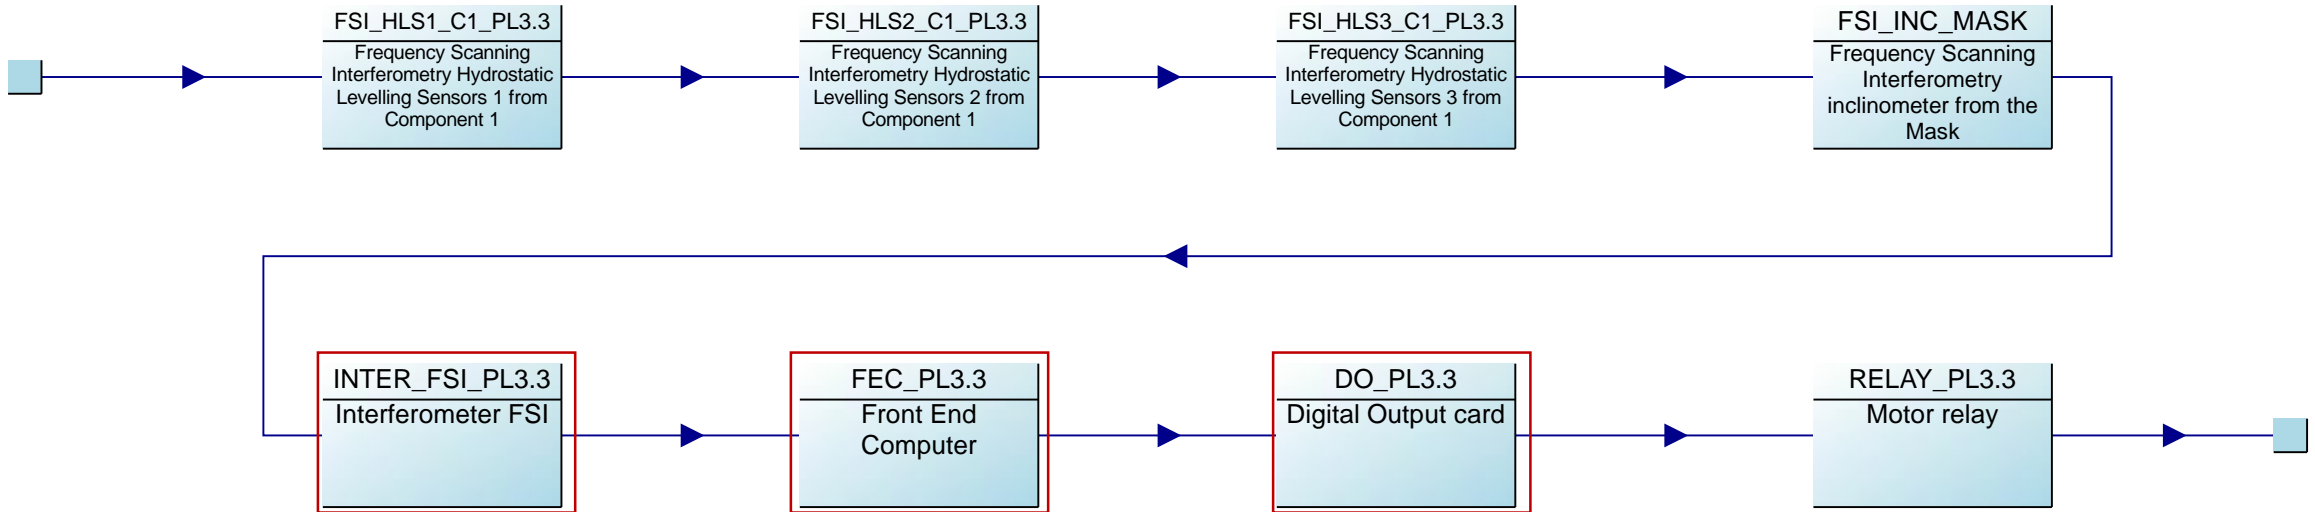 FSI_HLS1_C1_PL3.3
Frequency Scanning
Interferometry Hydrostatic
Levelling Sensors 1 from
Component 1
FSI_HLS2_C1_PL3.3
Frequency Scanning
Interferometry Hydrostatic
Levelling Sensors 2 from
Component 1
FSI_HLS3_C1_PL3.3
Frequency Scanning
Interferometry Hydrostatic
Levelling Sensors 3 from
Component 1
FSI_INC_MASK
Frequency Scanning
Interferometry
inclinometer from the
Mask
INTER_FSI_PL3.3
Interferometer FSI
FEC_PL3.3
Front End
Computer
DO_PL3.3
Digital Output card
RELAY_PL3.3
Motor relay